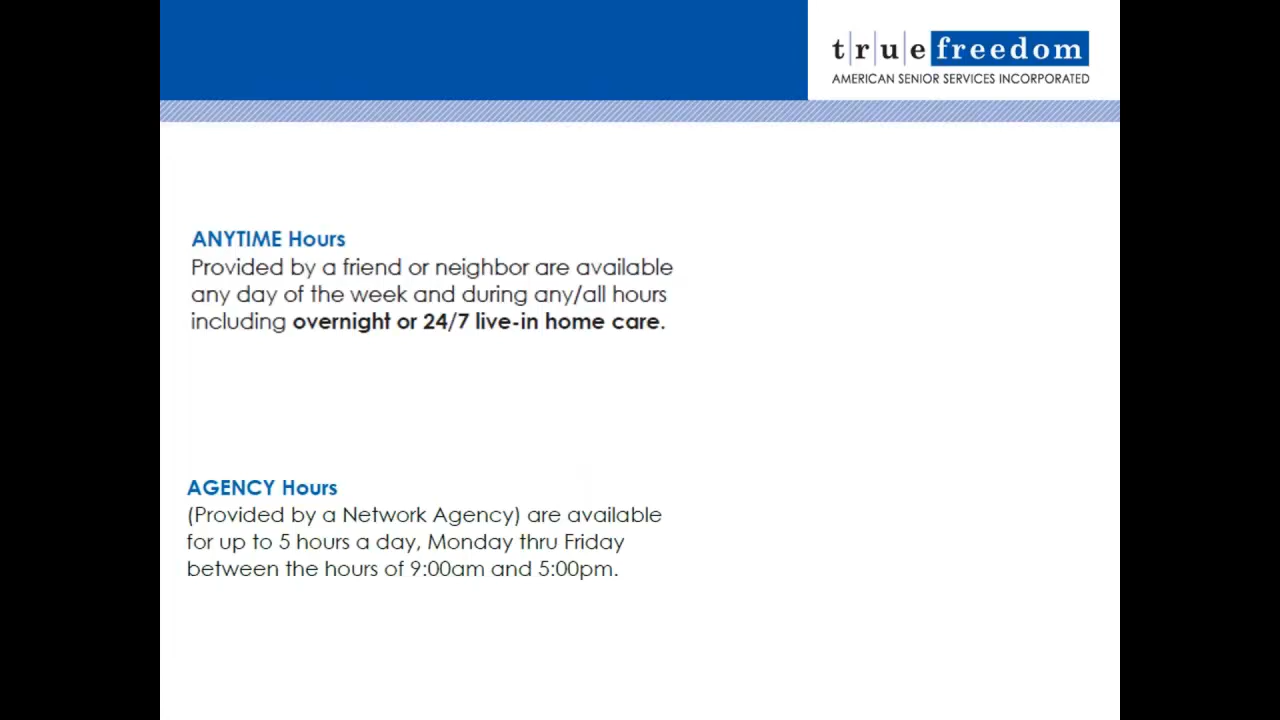 true freedom
AMERICAN SENIOR SERVICES INCORPORATED
ANYTIME Hours
Provided by a friend or neighbor are available
any day of the week and during any/all hours
including overnight or 24/7 live-in home care.
AGENCY Hours
(Provided by a Network Agency) are available
for up to 5 hours a day, Monday thru Friday
between the hours of 9:00am and 5:00pm.